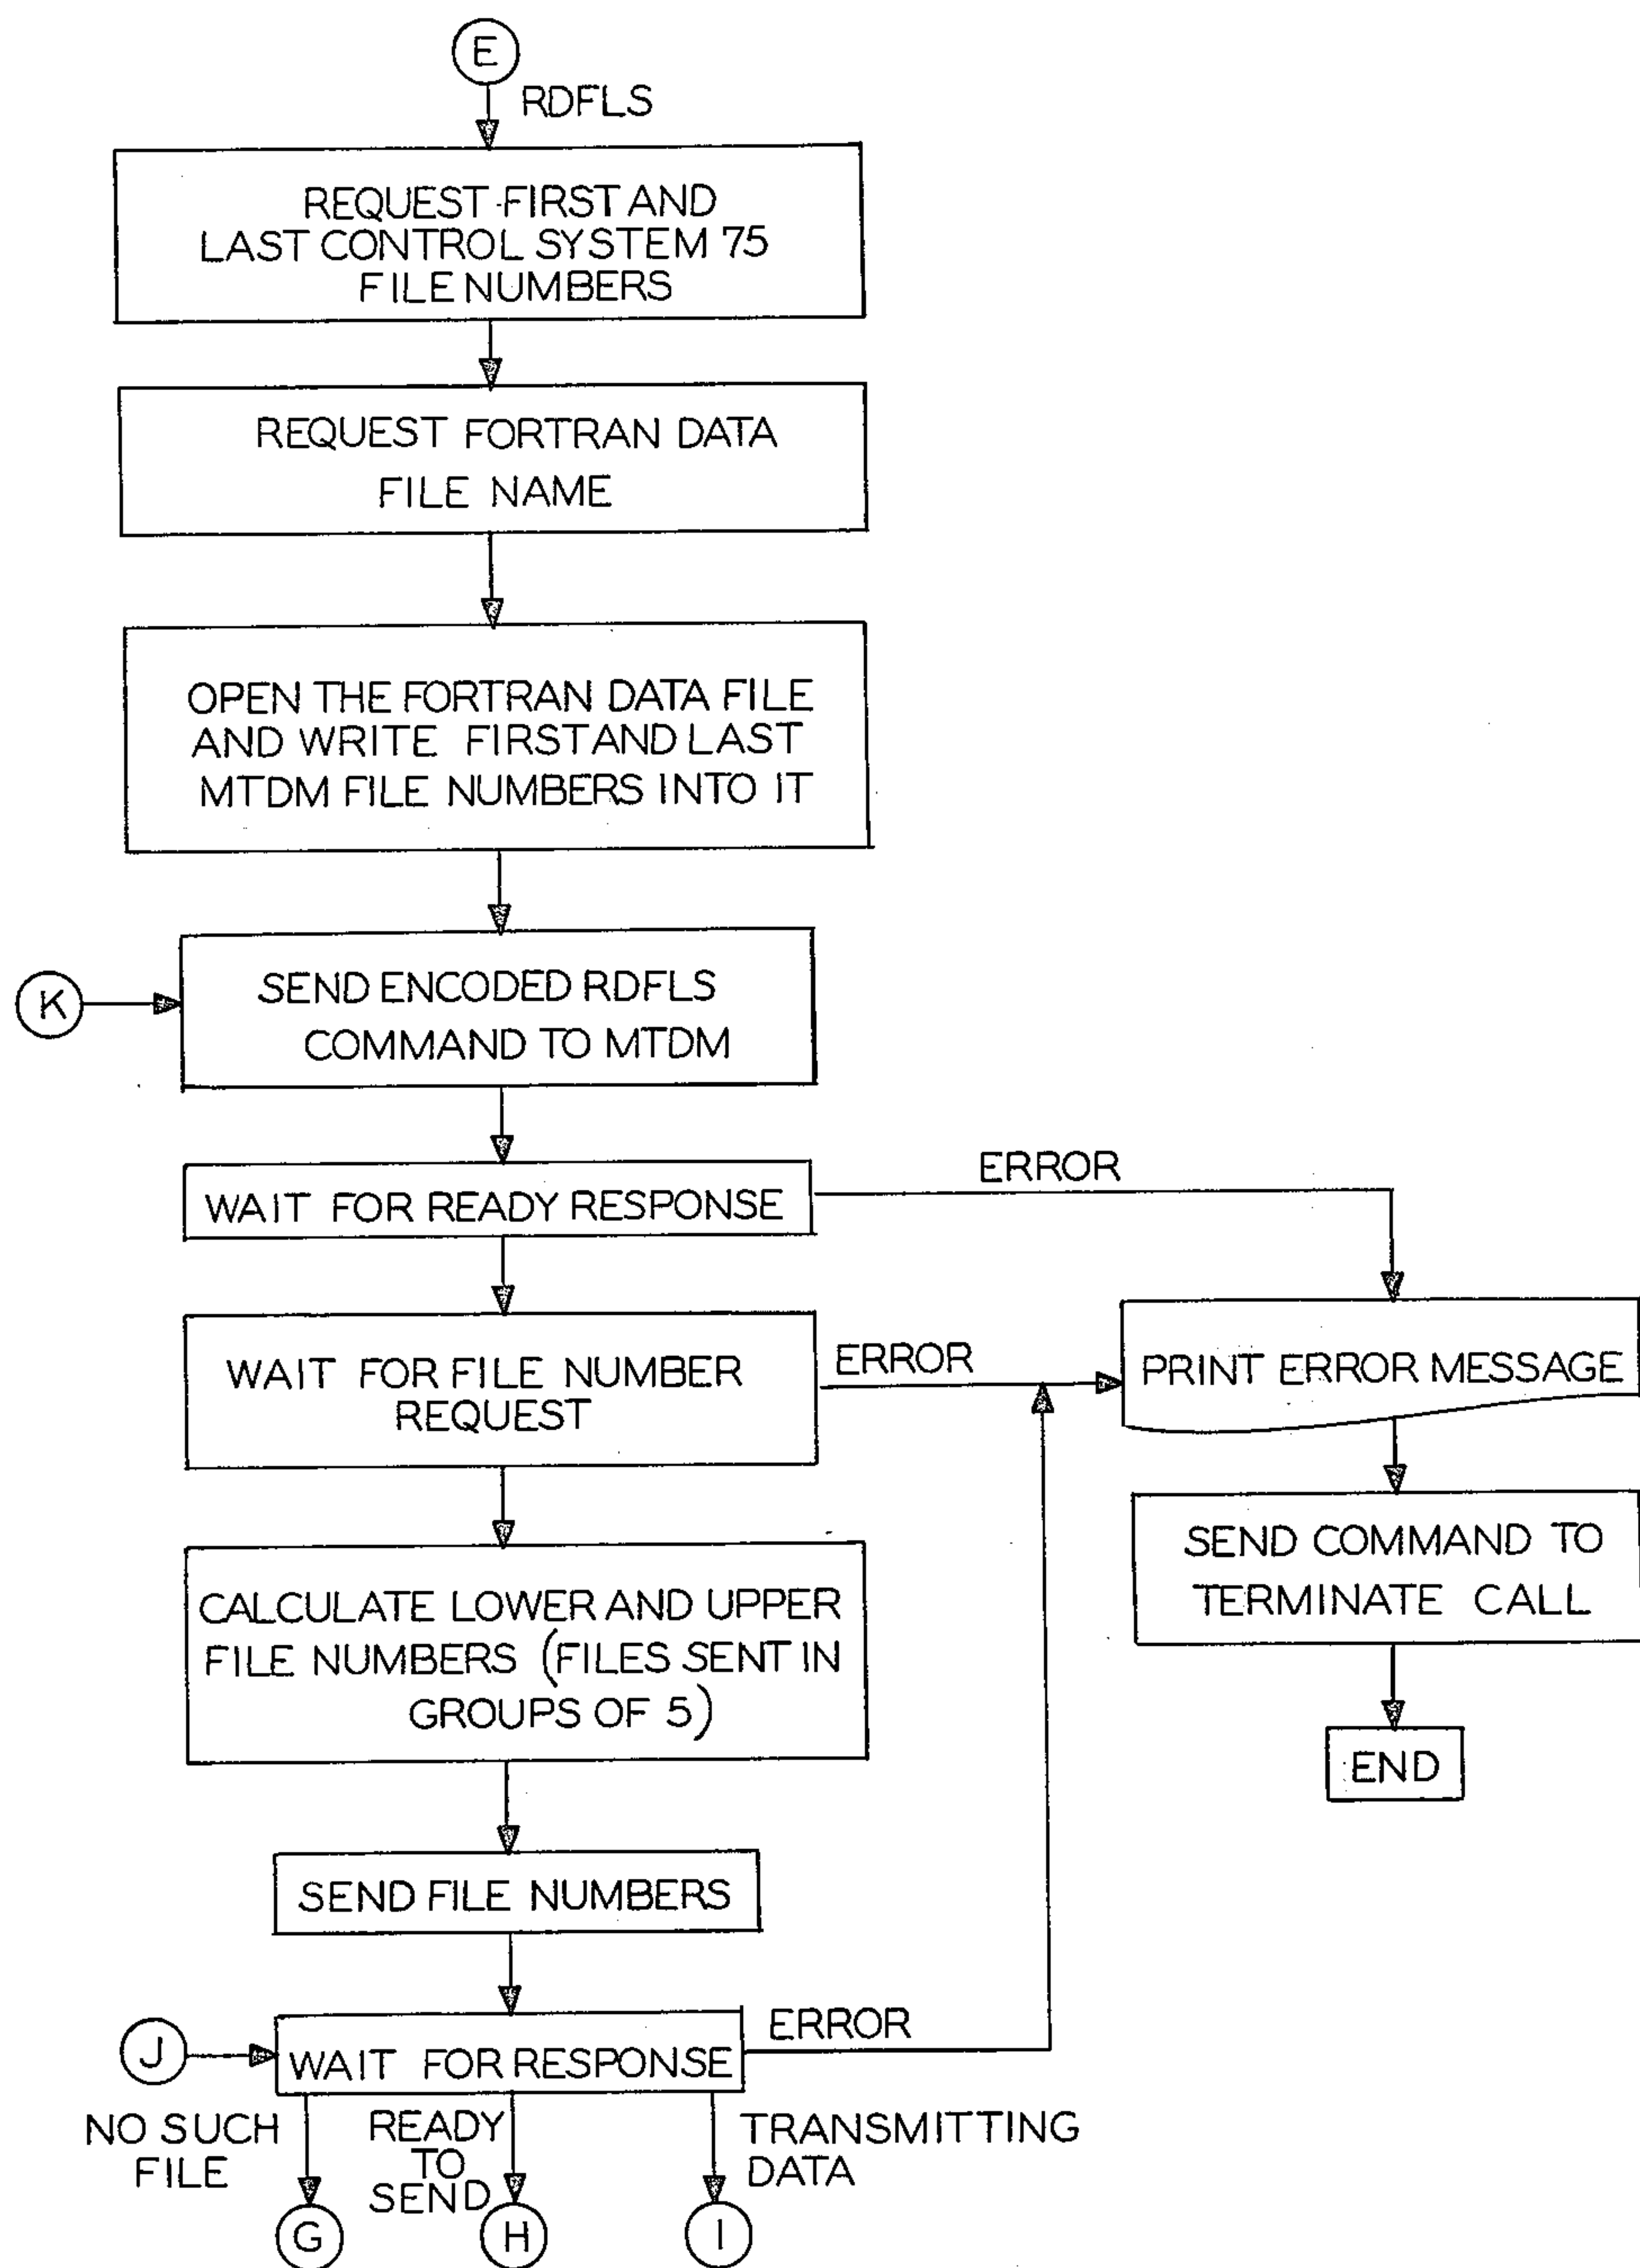 E
RDFLS
REQUEST FIRST AND
LAST CONTROL SYSTEM 75
FILE NUMBERS
REQUEST FORTRAN DATA
FILE NAME
OPEN THE FORTRAN DATA FILE
AND WRITE FIRST AND LAST
MTDM FILE NUMBERS INTO IT
K
SEND ENCODED RDFLS
COMMAND TO MTDM
WAIT FOR READY RESPONSE
ERROR
WAIT FOR FILE NUMBER
REQUEST
ERROR
PRINT ERROR MESSAGE
SEND COMMAND TO
TERMINATE CALL
END
CALCULATE LOWER AND UPPER
FILE NUMBERS (FILES SENT IN
GROUPS OF 5)
SEND FILE NUMBERS
J
WAIT FOR RESPONSE
ERROR
NO SUCH
FILE
READY
TO
SEND
TRANSMITTING
DATA
G
H
I